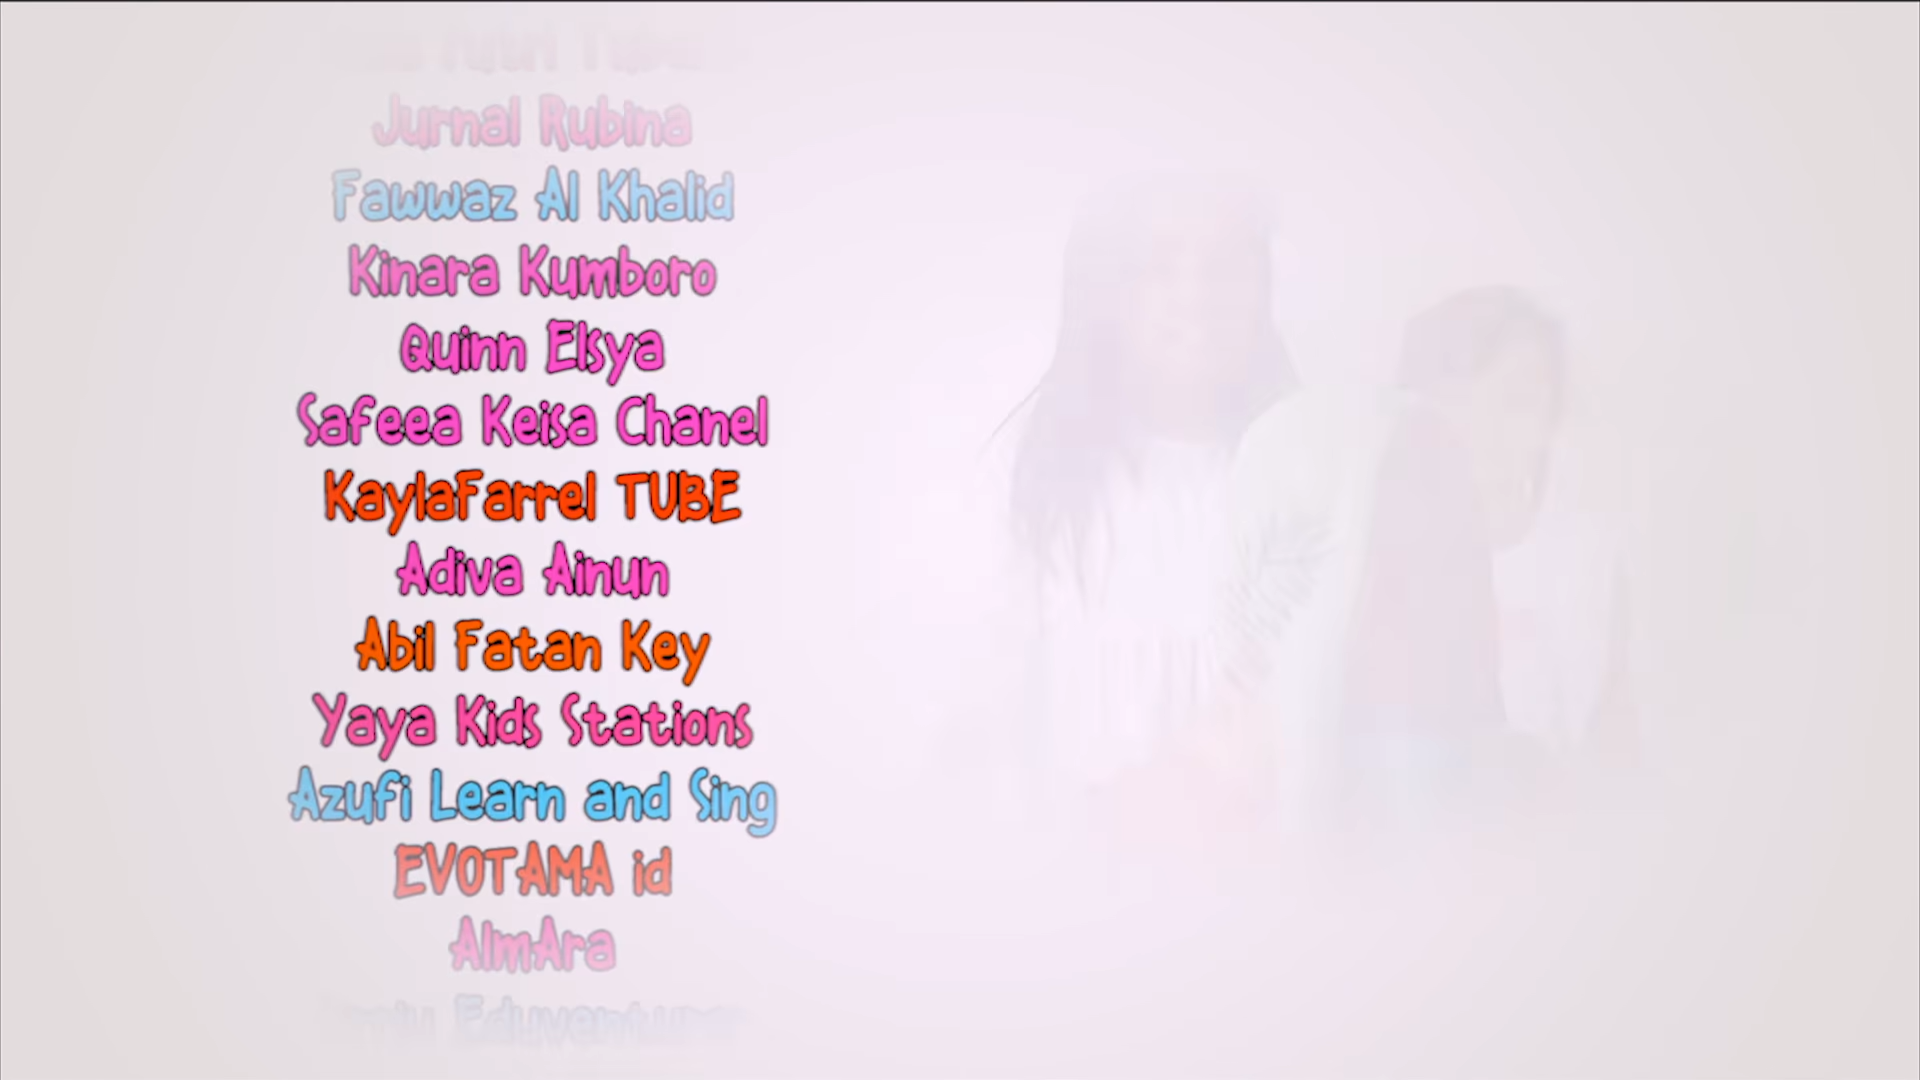 Jurnal Rubina
Fawwaz Al Khalid
Kinara Kumboro
Quinn Elsya
Safeea Keisa Chanel
KaylaFarrel TUBE
Adiva Ainun
Abil Fatan Key
Yaya Kids Stations
Azufi Learn and Sing
EVOTAMA id
AlmAra